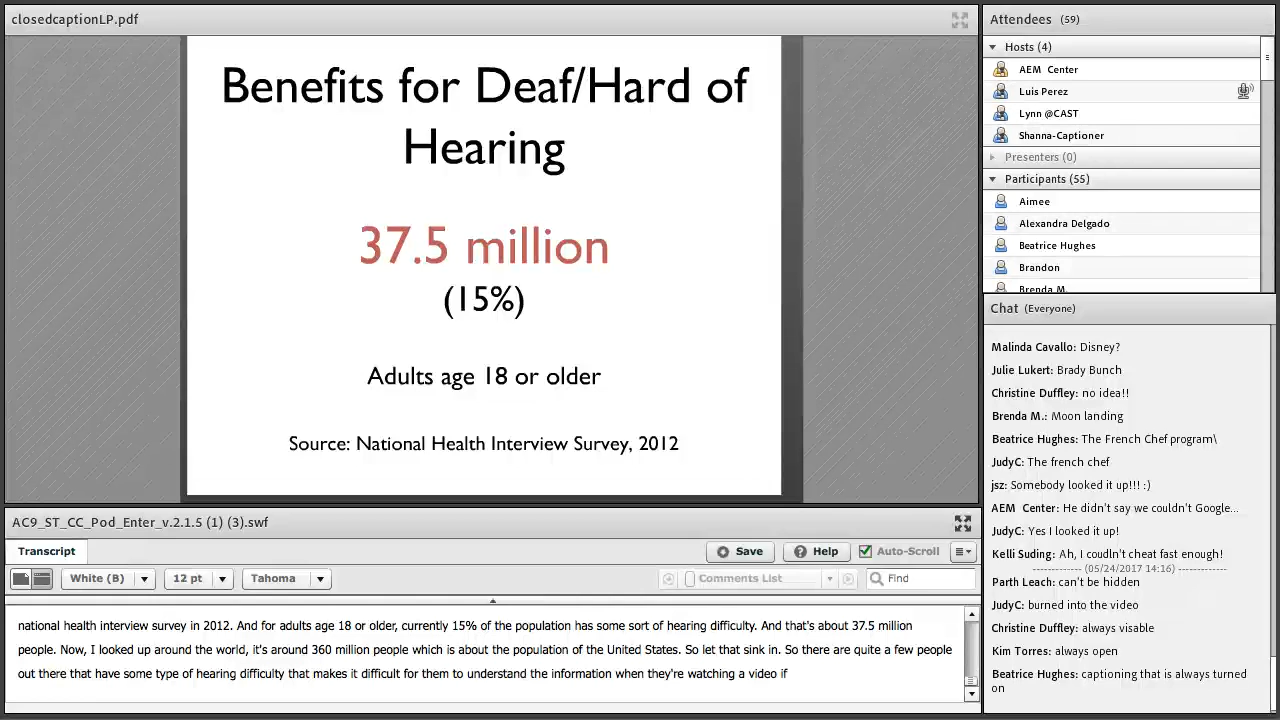 closedcaptionLP.pdf
Benefits for Deaf/Hard of
Hearing
37.5 million
(15%)
Adults age 18 or older
Source: National Health Interview Survey, 2012
AC9_ST_CC_Pod_Enter_v.2.1.5 (1) (3).swf
Transcript
Save
Help
Auto-Scroll
White (B)
12 pt
Tahoma
Comments List
Find
national health interview survey in 2012. And for adults age 18 or older, currently 15% of the population has some sort of hearing difficulty. And that's about 37.5 million
people. Now, I looked up around the world, it's around 360 million people which is about the population of the United States. So let that sink in. So there are quite a few people
out there that have some type of hearing difficulty that makes it difficult for them to understand the information when they're watching a video if
Attendees (59)
Hosts (4)
AEM Center
Luis Perez
Lynn @CAST
Shanna-Captioner
Presenters (0)
Participants (55)
Aimee
Alexandra Delgado
Beatrice Hughes
Brandon
Brenda M.
Chat (Everyone)
Malinda Cavallo: Disney?
Julie Lukert: Brady Bunch
Christine Duffley: no idea!!
Brenda M.: Moon landing
Beatrice Hughes: The French Chef program\
JudyC: The french chef
jsz: Somebody looked it up!!! :)
AEM Center: He didn't say we couldn't Google...
JudyC: Yes I looked it up!
Kelli Suding: Ah, I coudln't cheat fast enough!
------------- (05/24/2017 14:16) -------------
Parth Leach: can't be hidden
JudyC: burned into the video
Christine Duffley: always visable
Kim Torres: always open
Beatrice Hughes: captioning that is always turned
on